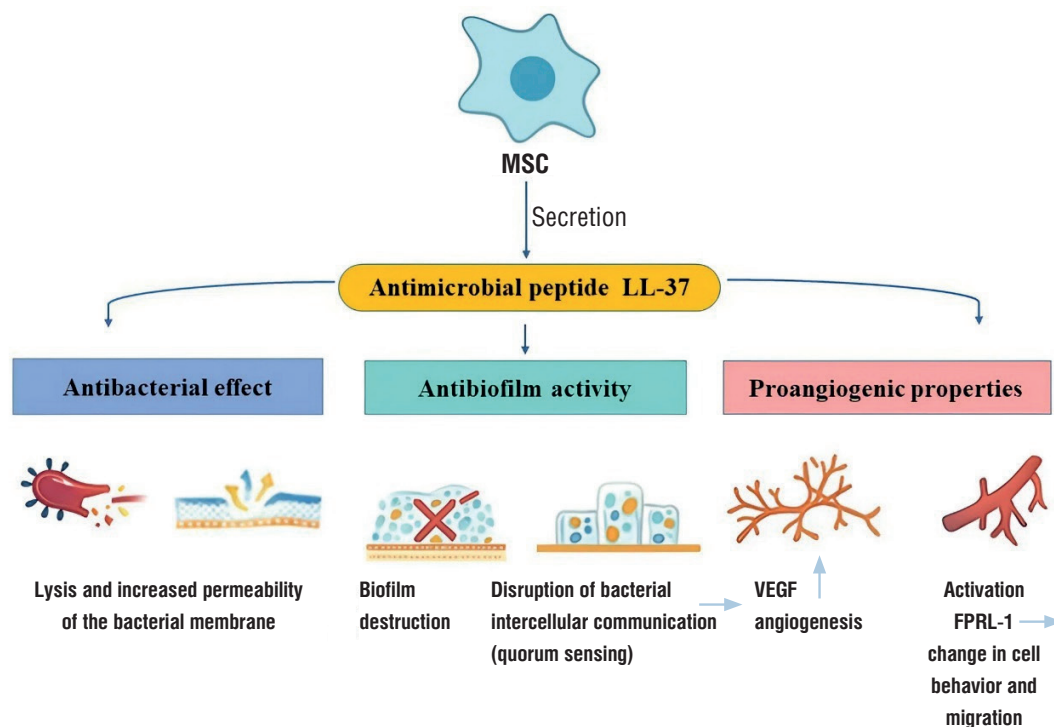 MSC
Secretion
Antimicrobial peptide LL-37
Antibacterial effect
Antibiofilm activity
Proangiogenic properties
Lysis and increased permeability
of the bacterial membrane
Biofilm
destruction
Disruption of bacterial
intercellular communication
(quorum sensing)
VEGF
angiogenesis
Activation
FPRL-1
change in cell
behavior and
migration